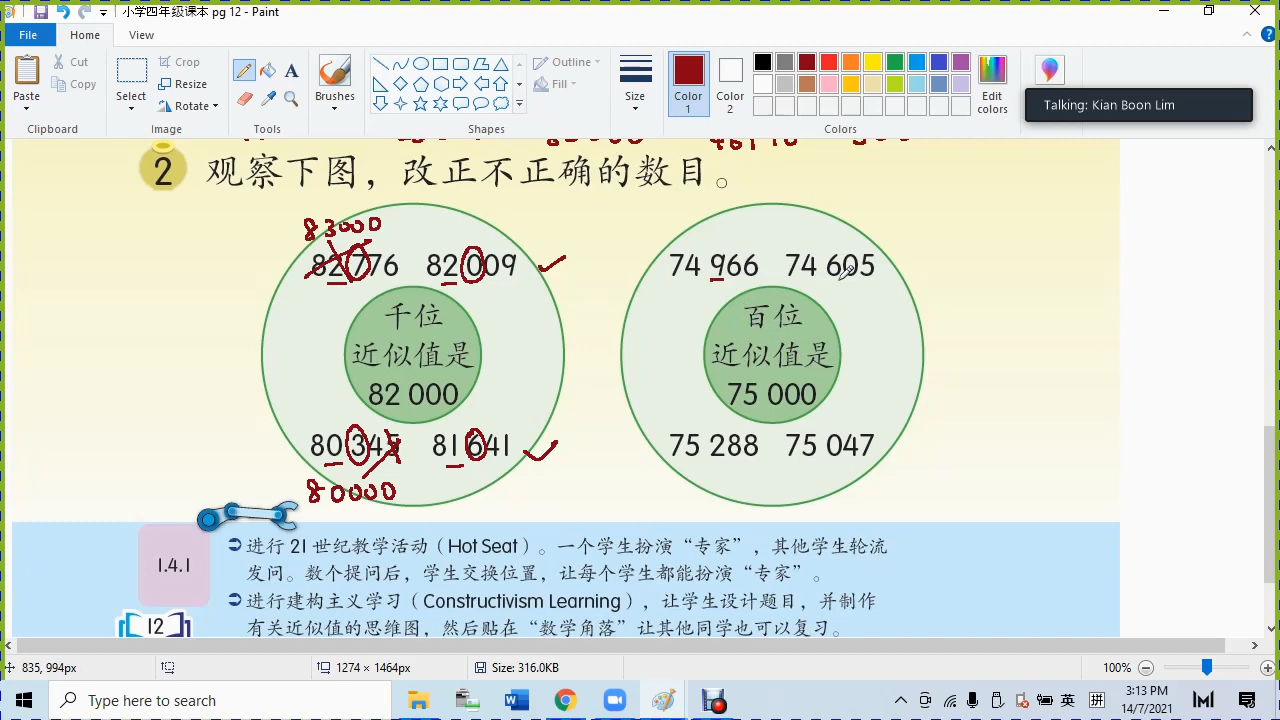 小学四年级课本 pg 12 - Paint
File
Home
View
Paste
Cut
Copy
Clipboard
Select
Crop
Resize
Rotate
Image
A
Tools
Brushes
Outline
Fill
Shapes
Size
Color 1
Color 2
Edit colors
Colors
Talking: Kian Boon Lim
2 观察下图，改正不正确的数目。
83000
82 776 82 009
千位
近似值是
82 000
80 345 81 641
80000
74 966 74 605
百位
近似值是
75 000
75 288 75 047
1.4.1
进行 21 世纪教学活动（Hot Seat）。一个学生扮演“专家”，其他学生轮流
发问。数个提问后，学生交换位置，让每个学生都能扮演“专家”。
进行建构主义学习（Constructivism Learning），让学生设计题目，并制作
有关近似值的思维图，然后贴在“数学角落”让其他同学也可以复习。
12
835, 994px
1274 × 1464px
Size: 316.0KB
100%
Type here to search
英
拼
3:13 PM
14/7/2021